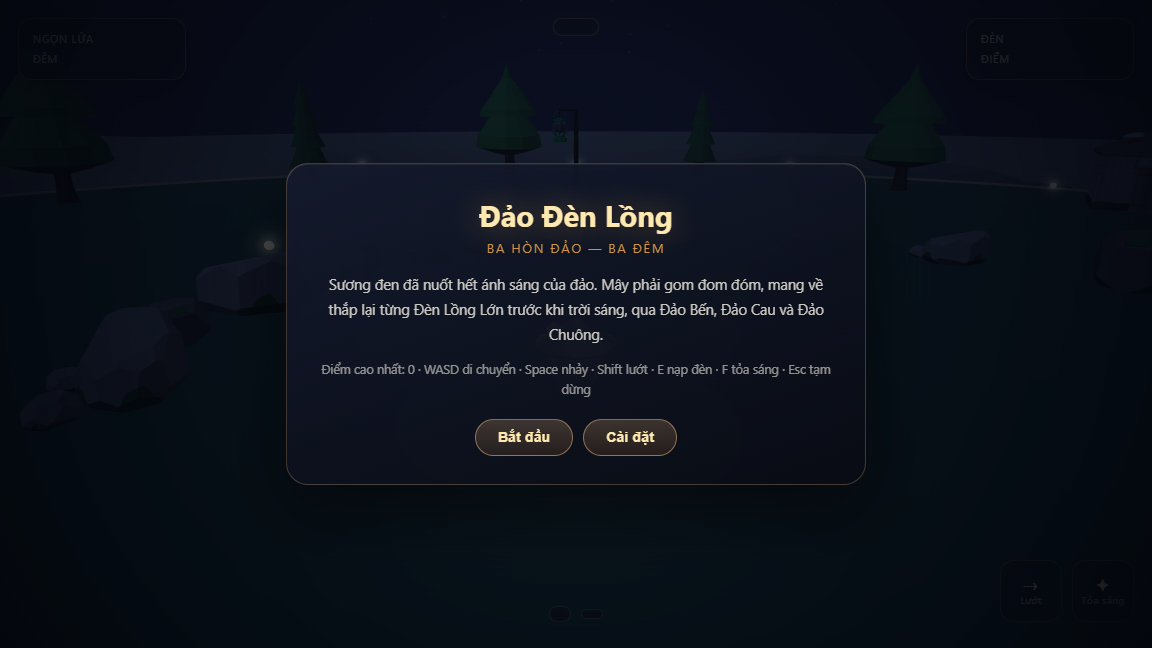 NGỌN LỬA
ĐÊM
ĐÈN
ĐIỂM
Đảo Đèn Lồng
BA HÒN ĐẢO — BA ĐÊM
Sương đen đã nuốt hết ánh sáng của đảo. Mây phải gom đom đóm, mang về
thắp lại từng Đèn Lồng Lớn trước khi trời sáng, qua Đảo Bến, Đảo Cau và Đảo
Chuông.
Điểm cao nhất: 0 · WASD di chuyển · Space nhảy · Shift lướt · E nạp đèn · F tỏa sáng · Esc tạm
dừng
Bắt đầu
Cài đặt
→
Lướt
✦
Tỏa sáng